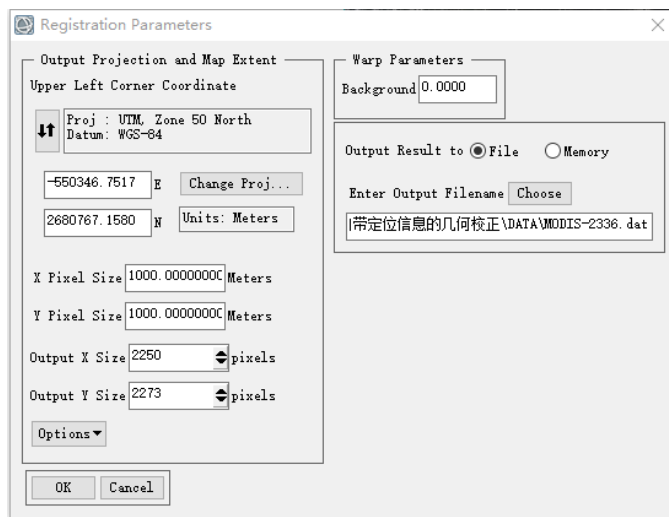 Registration Parameters
Output Projection and Map Extent
Upper Left Corner Coordinate
Proj : UTM, Zone 50 North
Datum: WGS-84
-550346.7517 E Change Proj...
2680767.1580 N Units: Meters
X Pixel Size 1000.0000000C Meters
Y Pixel Size 1000.0000000C Meters
Output X Size 2250 pixels
Output Y Size 2273 pixels
Options
OK Cancel
Warp Parameters
Background 0.0000
Output Result to File Memory
Enter Output Filename Choose
带定位信息的几何校正\DATA\MODIS-2336.dat